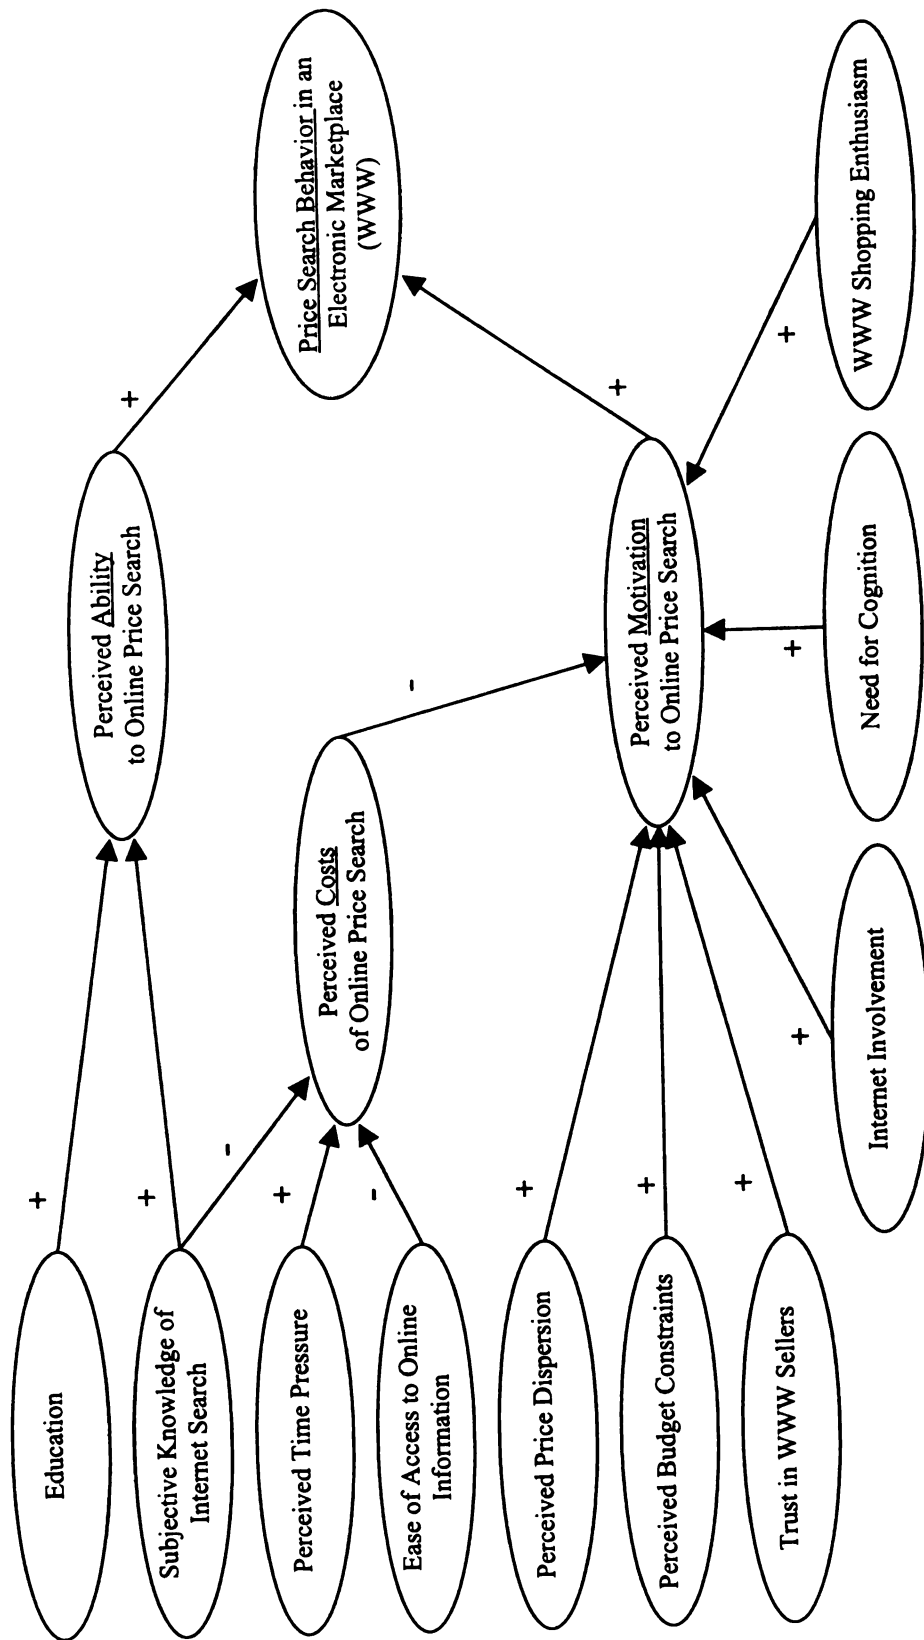 Education
+
Subjective Knowledge of
Internet Search
+
-
Perceived Time Pressure
+
Ease of Access to Online
Information
-
Perceived Price Dispersion
+
Perceived Budget Constraints
+
Trust in WWW Sellers
+
Perceived Ability
to Online Price Search
+
Perceived Costs
of Online Price Search
-
Perceived Motivation
to Online Price Search
+
Price Search Behavior in an
Electronic Marketplace
(WWW)
Internet Involvement
+
Need for Cognition
+
WWW Shopping Enthusiasm
+